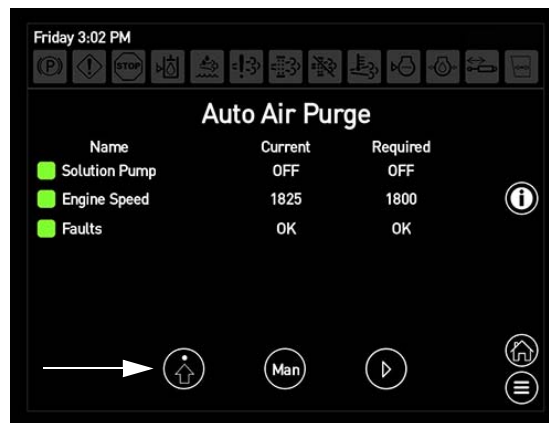 Friday 3:02 PM
(P) STOP
Auto Air Purge
Name Current Required
Solution Pump OFF OFF
Engine Speed 1825 1800
Faults OK OK
Man